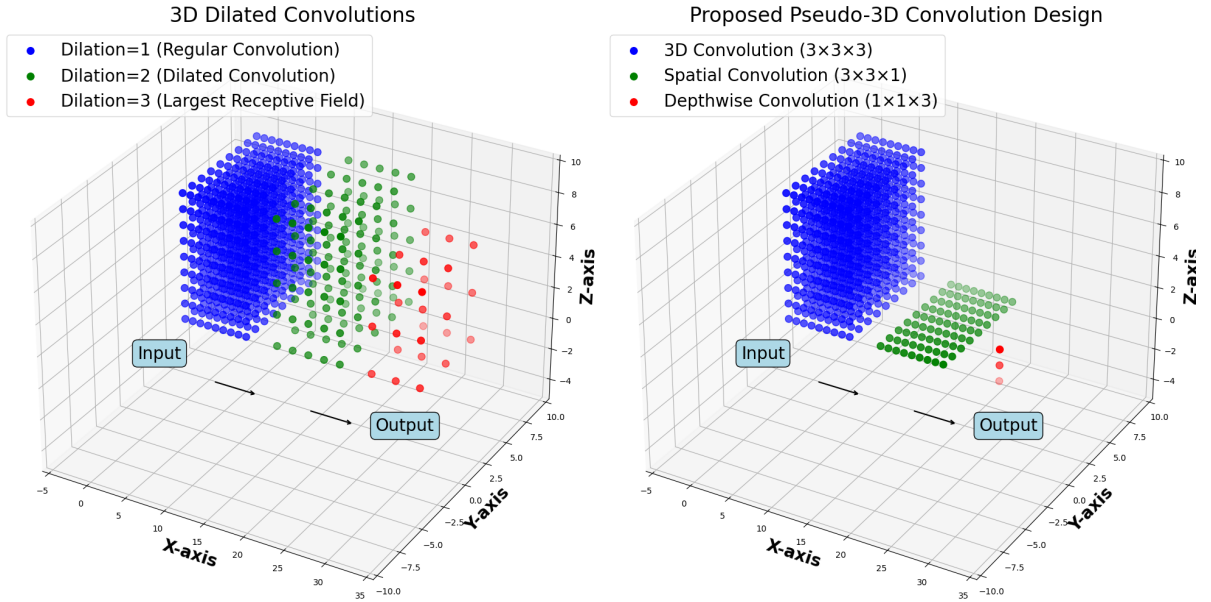 3D Dilated Convolutions
Dilation=1 (Regular Convolution)
Dilation=2 (Dilated Convolution)
Dilation=3 (Largest Receptive Field)
10
8
6
4
2
0
−2
−4
Z-axis
Input
Output
−5
0
5
10
15
20
25
30
35
X-axis
10.0
7.5
5.0
2.5
0.0
−2.5
−5.0
−7.5
−10.0
Y-axis
Proposed Pseudo-3D Convolution Design
3D Convolution (3×3×3)
Spatial Convolution (3×3×1)
Depthwise Convolution (1×1×3)
10
8
6
4
2
0
−2
−4
Z-axis
Input
Output
−5
0
5
10
15
20
25
30
35
X-axis
10.0
7.5
5.0
2.5
0.0
−2.5
−5.0
−7.5
−10.0
Y-axis